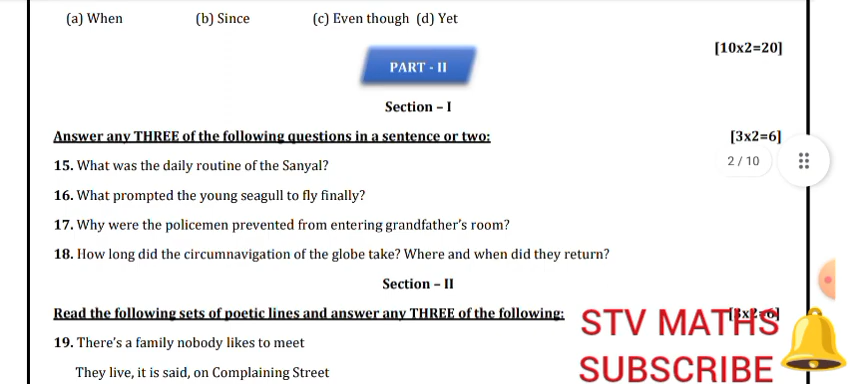 (a) When (b) Since (c) Even though (d) Yet
[10x2=20]
PART - II
Section – I
Answer any THREE of the following questions in a sentence or two: [3x2=6]
15. What was the daily routine of the Sanyal?
2 / 10
16. What prompted the young seagull to fly finally?
17. Why were the policemen prevented from entering grandfather's room?
18. How long did the circumnavigation of the globe take? Where and when did they return?
Section – II
Read the following sets of poetic lines and answer any THREE of the following: [3x2=6]
STV MATHS
19. There's a family nobody likes to meet
They live, it is said, on Complaining Street
SUBSCRIBE